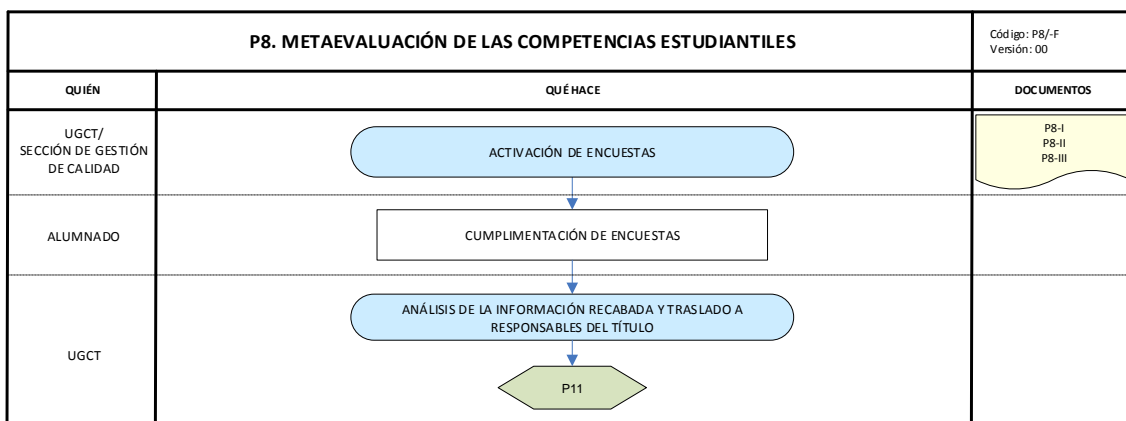 P8. METAEVALUACIÓN DE LAS COMPETENCIAS ESTUDIANTILES
Código: P8/-F
Versión: 00
QUIÉN
QUÉ HACE
DOCUMENTOS
UGCT/
SECCIÓN DE GESTIÓN
DE CALIDAD
ACTIVACIÓN DE ENCUESTAS
P8-I
P8-II
P8-III
ALUMNADO
CUMPLIMENTACIÓN DE ENCUESTAS
UGCT
ANÁLISIS DE LA INFORMACIÓN RECABADA Y TRASLADO A
RESPONSABLES DEL TÍTULO
P11